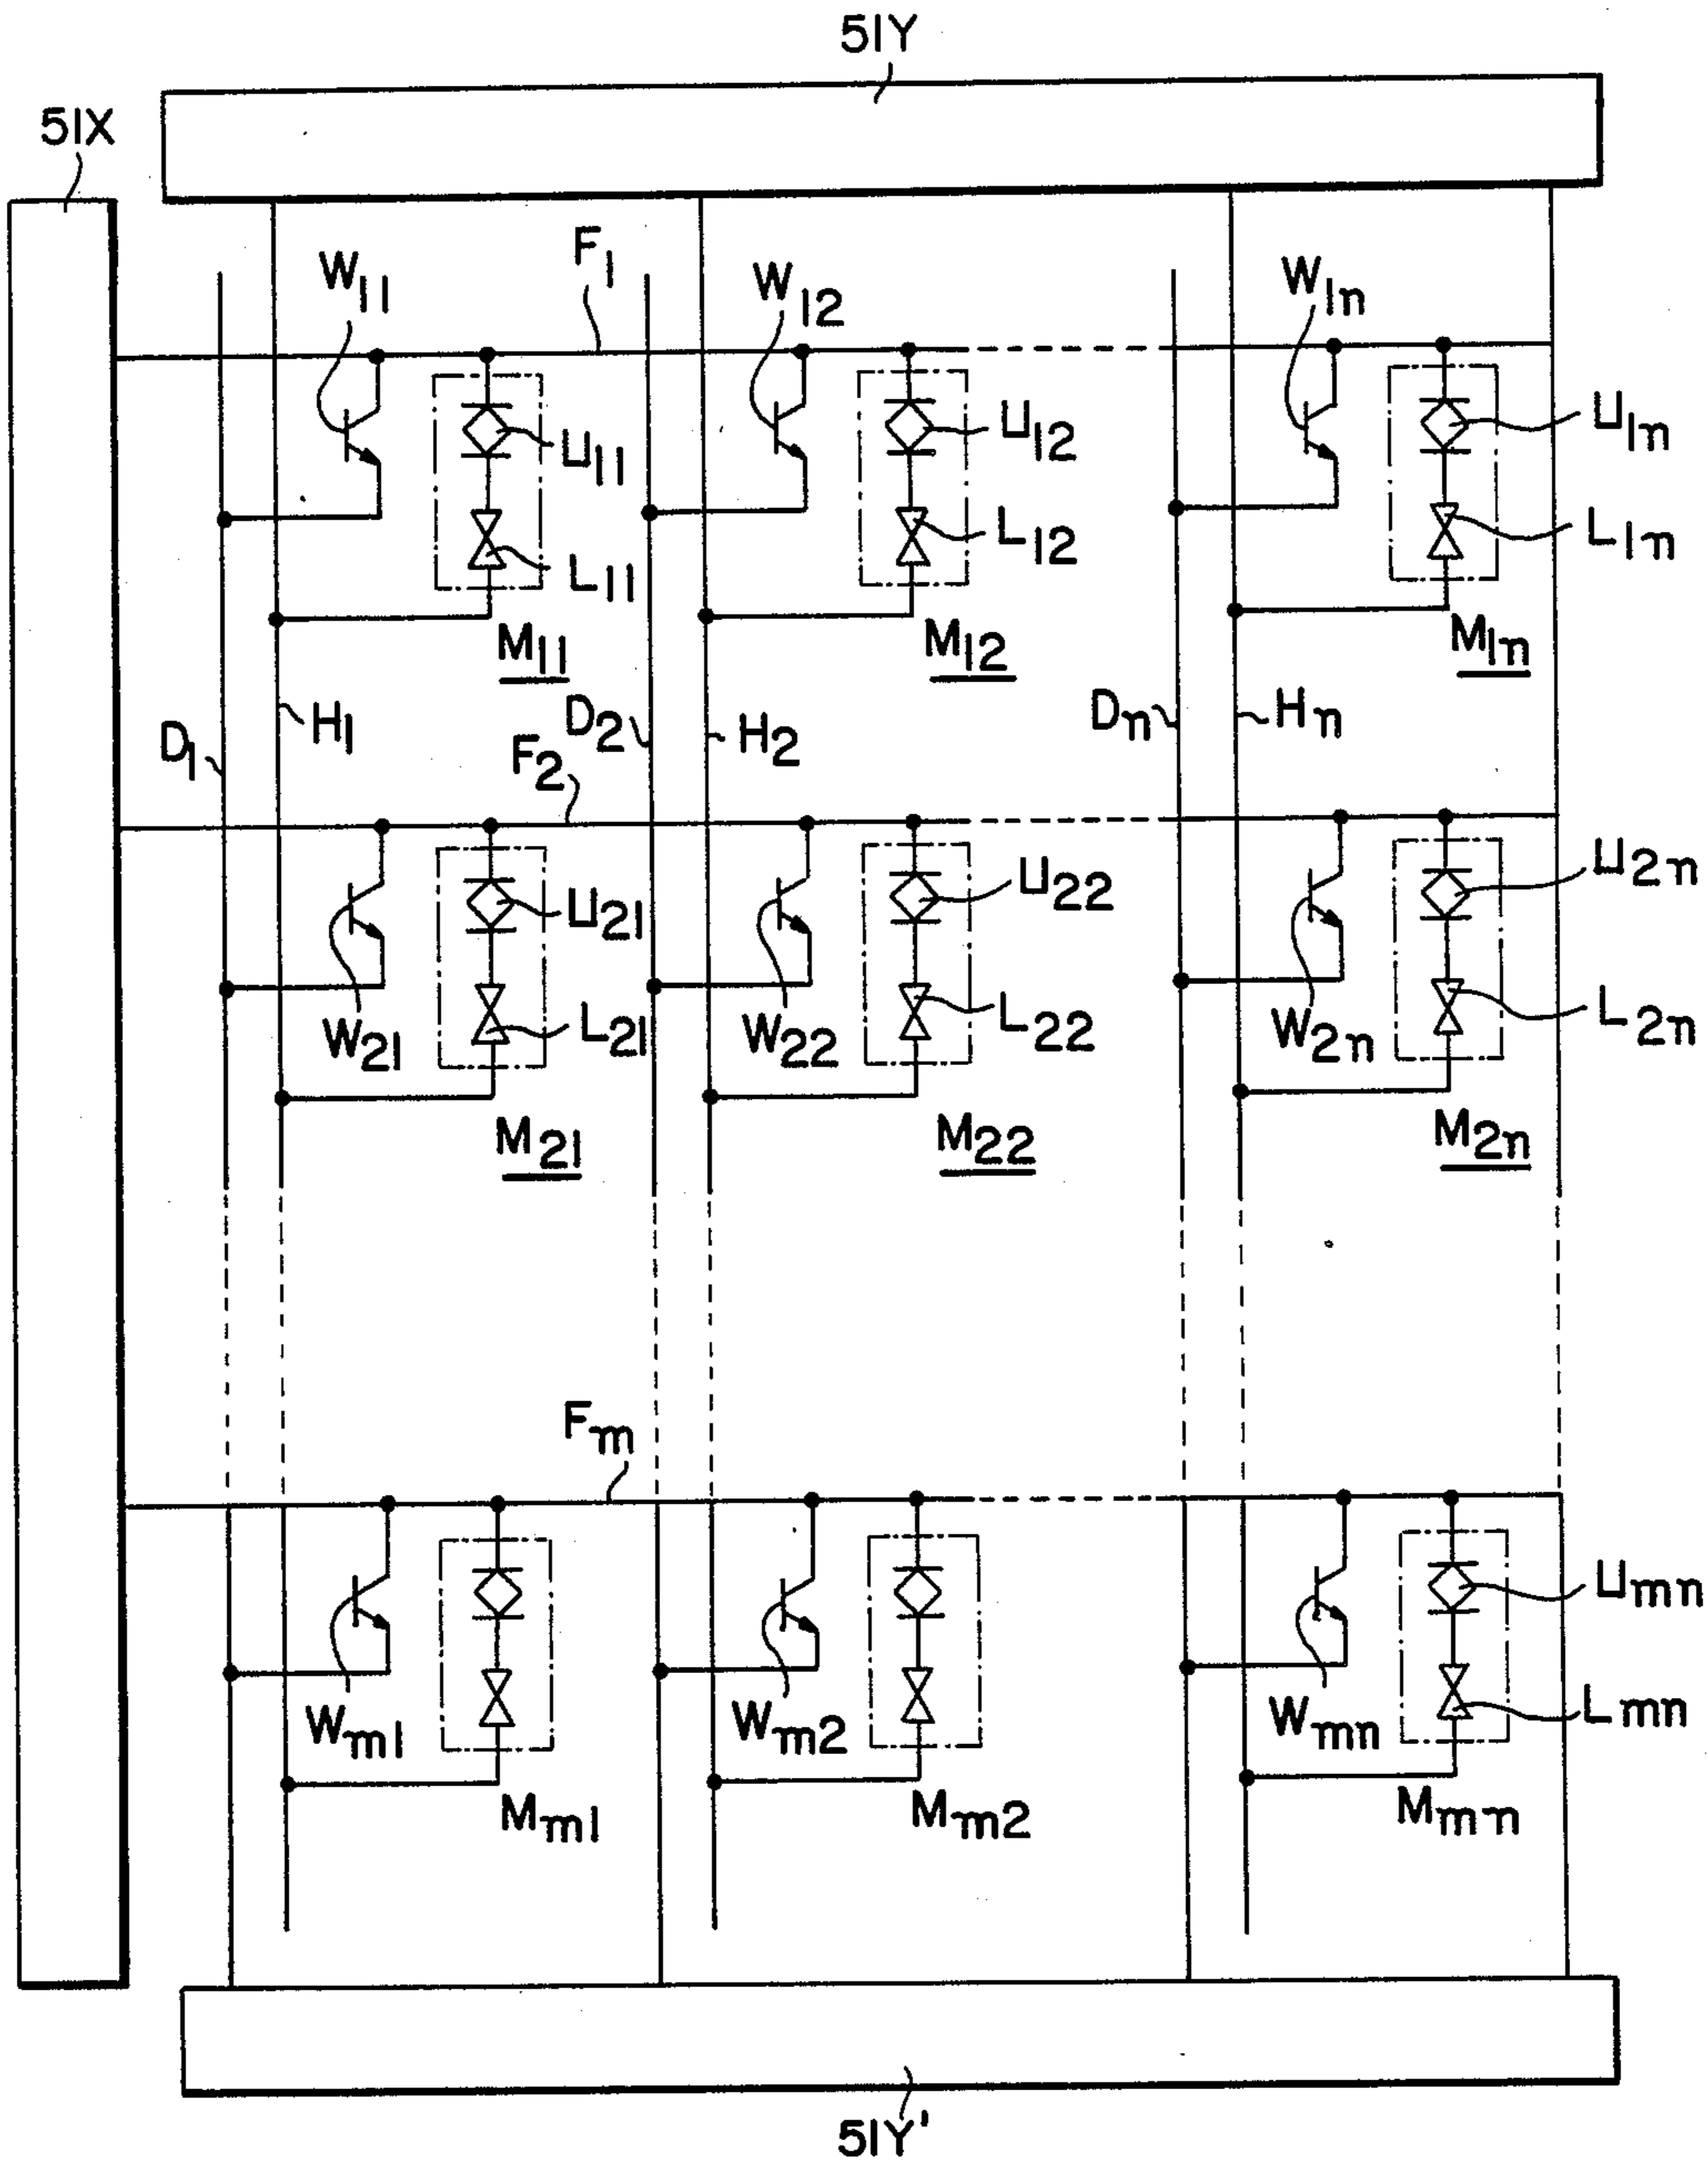 51Y
51X
F1
W11
W12
W1n
U11
U12
U1n
L11
L12
L1n
M11
M12
M1n
D1
H1
D2
H2
Dn
Hn
F2
U21
U22
U2n
W21
L21
W22
L22
W2n
L2n
M21
M22
M2n
Fm
Umn
Wm1
Wm2
Wmn
Lmn
Mm1
Mm2
Mmn
51Y'